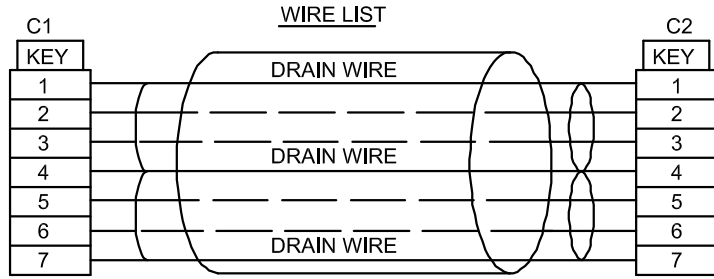 WIRE LIST
C1 C2
KEY KEY
DRAIN WIRE
1 1
2 2
3 3
DRAIN WIRE
4 4
5 5
6 6
DRAIN WIRE
7 7